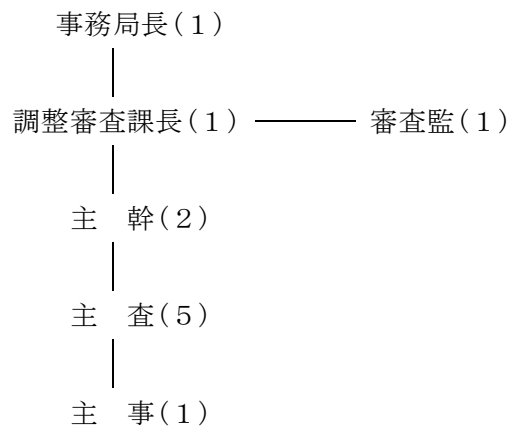 事務局長(1)
調整審査課長(1) 審査監(1)
主　幹(2)
主　査(5)
主　事(1)